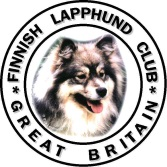 FINNISH LAPPHUND CLUB
* GREAT BRITAIN *